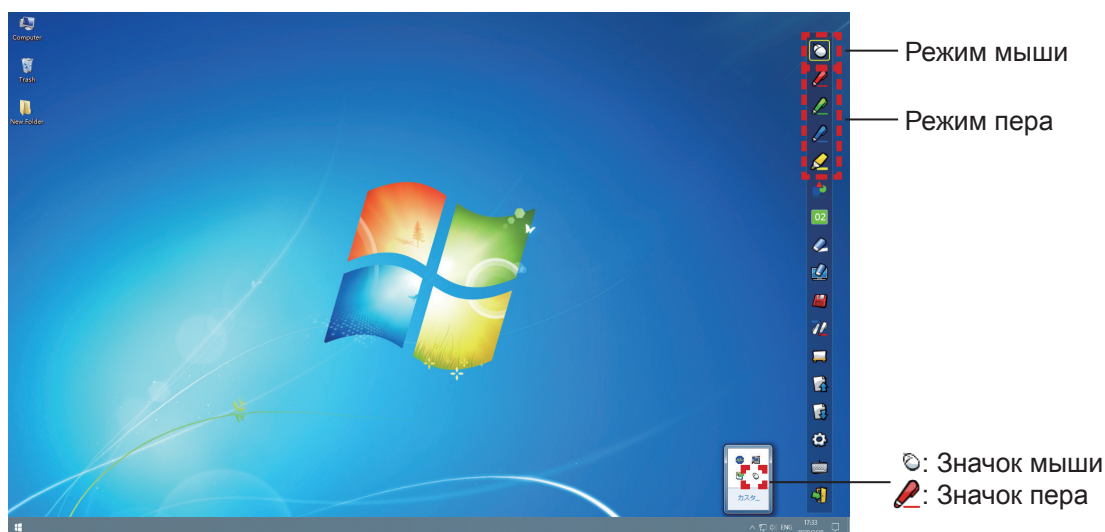 Computer
Trash
New Folder
Режим мыши
Режим пера
02
: Значок мыши
: Значок пера
カスタ...
ENG
17:33